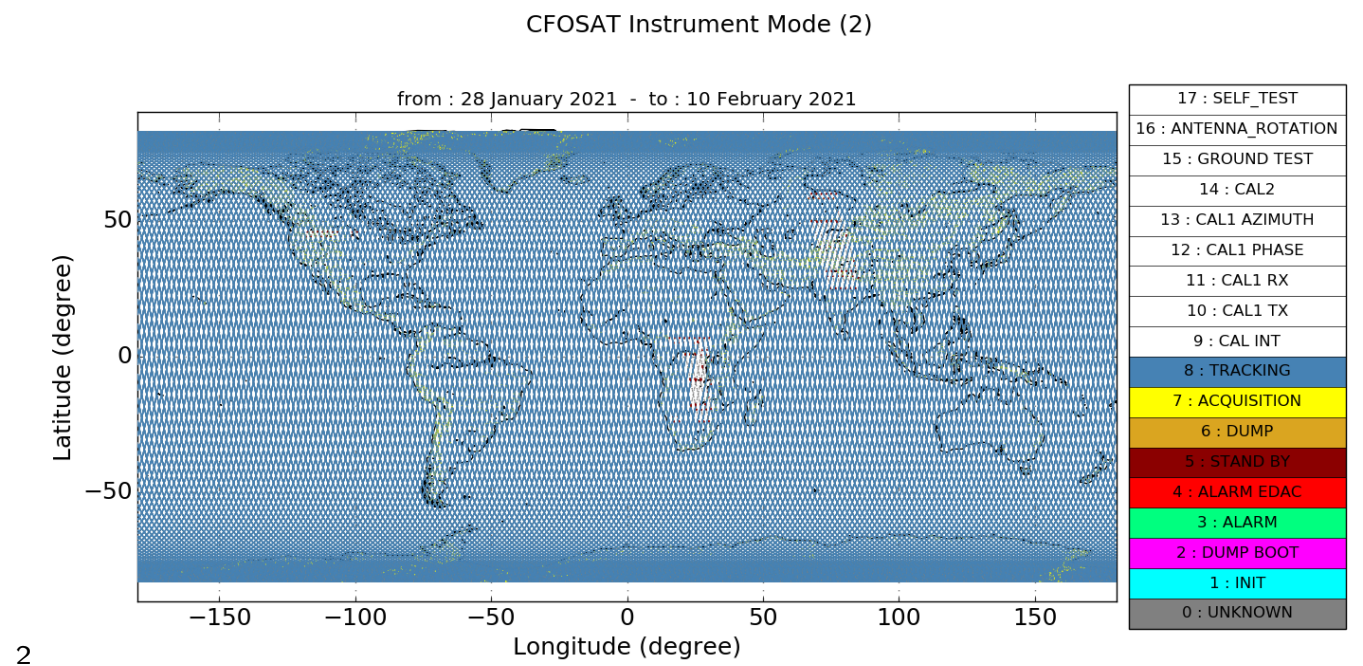 CFOSAT Instrument Mode (2)
from : 28 January 2021  -  to : 10 February 2021
17 : SELF_TEST
16 : ANTENNA_ROTATION
15 : GROUND TEST
14 : CAL2
13 : CAL1 AZIMUTH
12 : CAL1 PHASE
11 : CAL1 RX
10 : CAL1 TX
9 : CAL INT
8 : TRACKING
7 : ACQUISITION
6 : DUMP
5 : STAND BY
4 : ALARM EDAC
3 : ALARM
2 : DUMP BOOT
1 : INIT
0 : UNKNOWN
Latitude (degree)
50
0
−50
−150
−100
−50
0
50
100
150
Longitude (degree)
2